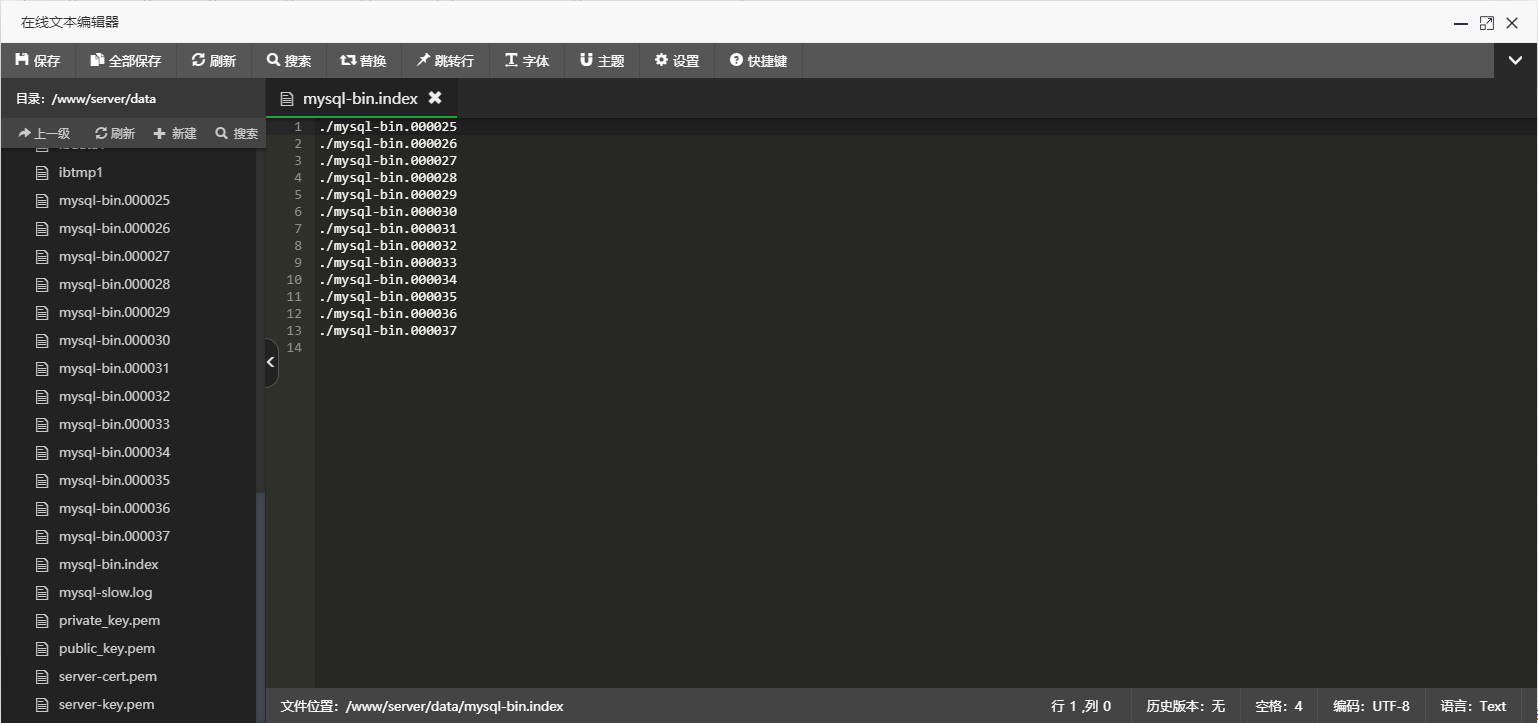 在线文本编辑器
保存 全部保存 刷新 搜索 替换 跳转行 字体 主题 设置 快捷键
目录：/www/server/data
上一级 刷新 新建 搜索
ibtmp1
mysql-bin.000025
mysql-bin.000026
mysql-bin.000027
mysql-bin.000028
mysql-bin.000029
mysql-bin.000030
mysql-bin.000031
mysql-bin.000032
mysql-bin.000033
mysql-bin.000034
mysql-bin.000035
mysql-bin.000036
mysql-bin.000037
mysql-bin.index
mysql-slow.log
private_key.pem
public_key.pem
server-cert.pem
server-key.pem
mysql-bin.index
1 ./mysql-bin.000025
2 ./mysql-bin.000026
3 ./mysql-bin.000027
4 ./mysql-bin.000028
5 ./mysql-bin.000029
6 ./mysql-bin.000030
7 ./mysql-bin.000031
8 ./mysql-bin.000032
9 ./mysql-bin.000033
10 ./mysql-bin.000034
11 ./mysql-bin.000035
12 ./mysql-bin.000036
13 ./mysql-bin.000037
14
文件位置：/www/server/data/mysql-bin.index 行 1 ,列 0 历史版本：无 空格：4 编码：UTF-8 语言：Text